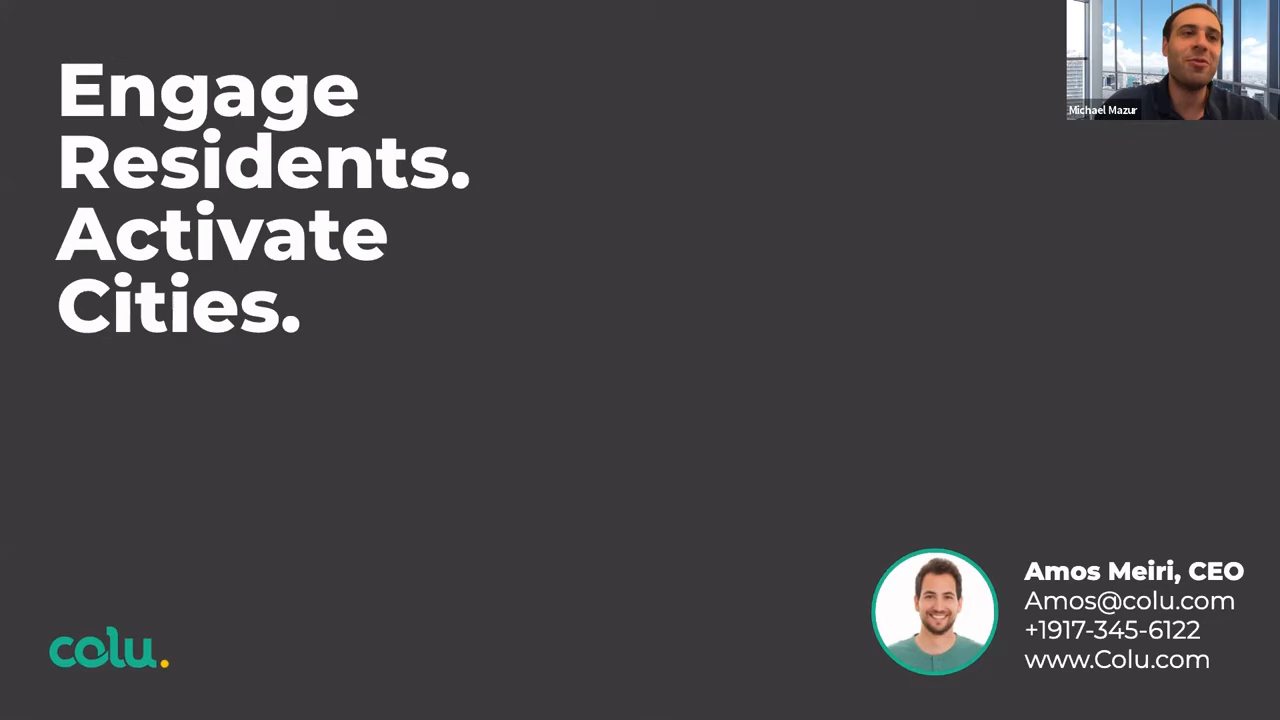 Engage
Residents.
Activate
Cities.
Michael Mazur
Amos Meiri, CEO
Amos@colu.com
+1917-345-6122
www.Colu.com
colu.